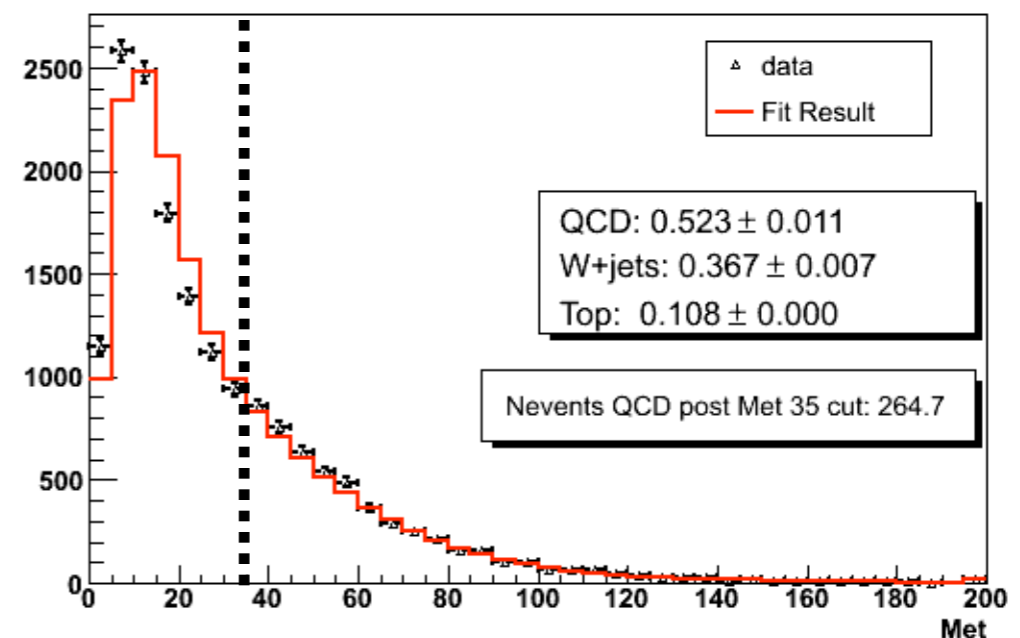 2500
2000
1500
1000
500
0
0 20 40 60 80 100 120 140 160 180 200
Met
data
Fit Result
QCD: 0.523 ± 0.011
W+jets: 0.367 ± 0.007
Top: 0.108 ± 0.000
Nevents QCD post Met 35 cut: 264.7